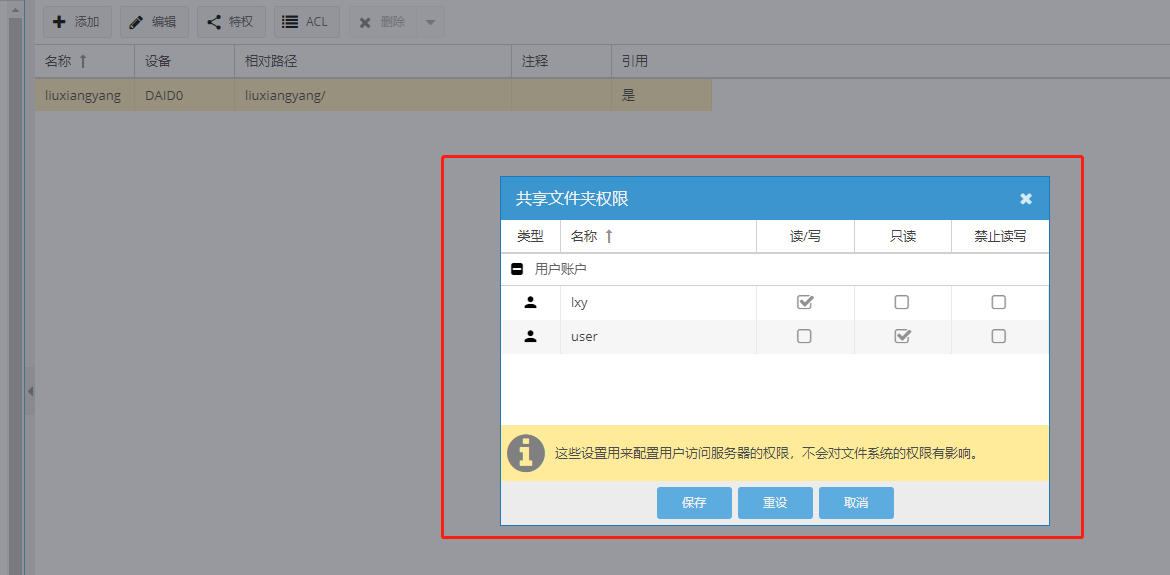 添加 编辑 特权 ACL 删除
名称 设备 相对路径 注释 引用
liuxiangyang DAID0 liuxiangyang/ 是
共享文件夹权限
类型 名称 读/写 只读 禁止读写
用户账户
lxy
user
这些设置用来配置用户访问服务器的权限，不会对文件系统的权限有影响。
保存 重设 取消